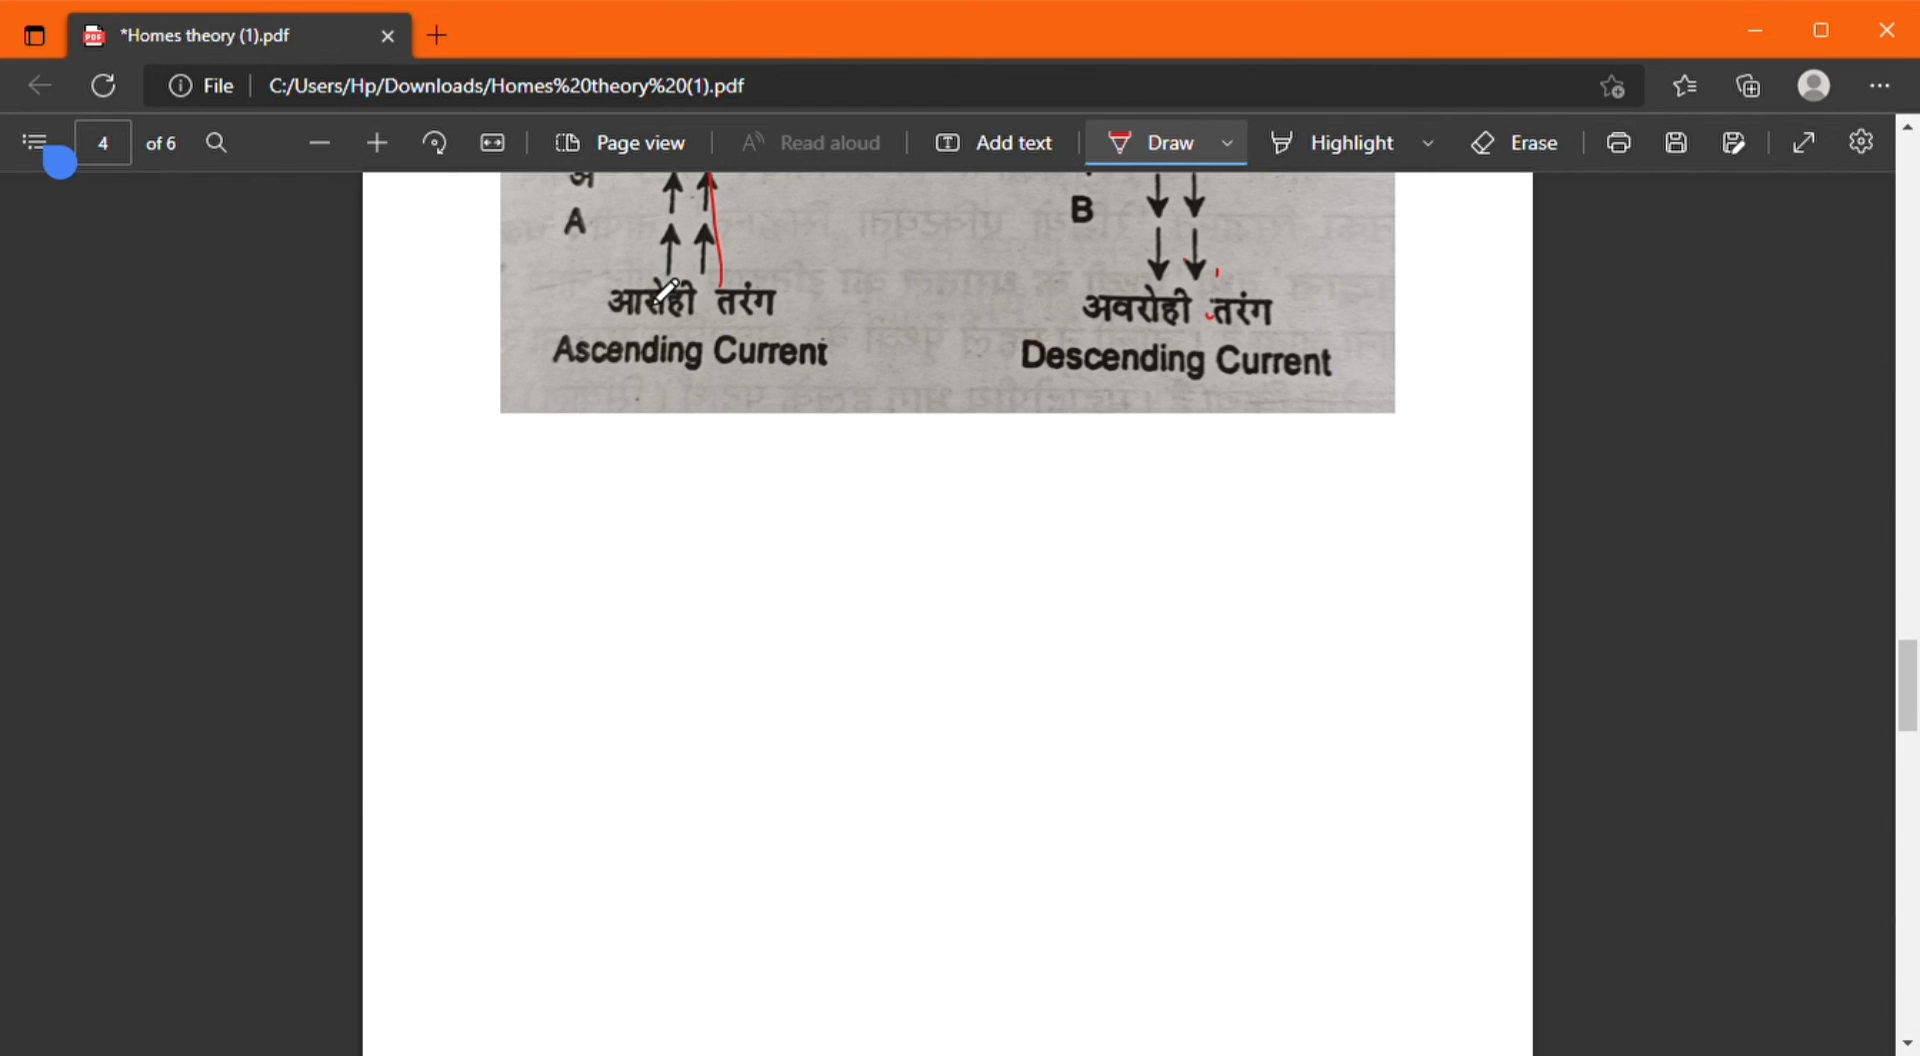 *Homes theory (1).pdf
File C:/Users/Hp/Downloads/Homes%20theory%20(1).pdf
4 of 6 Page view Read aloud Add text Draw Highlight Erase
A B
आरोही तरंग अवरोही तरंग
Ascending Current Descending Current